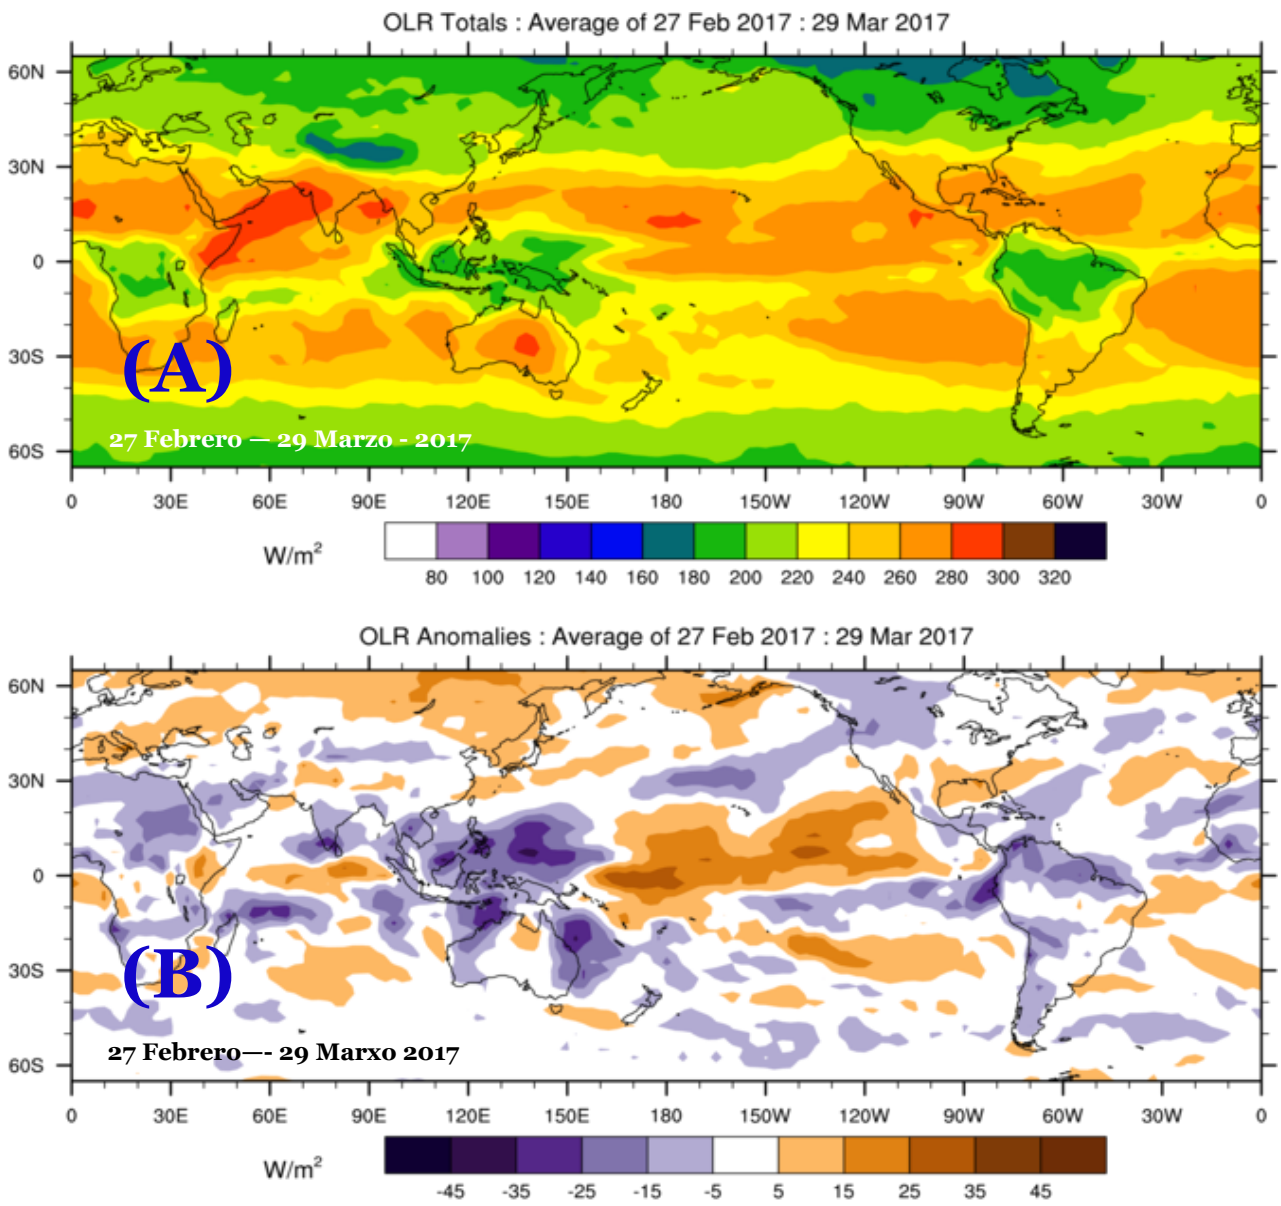 OLR Totals : Average of 27 Feb 2017 : 29 Mar 2017
60N
30N
0
30S
60S
(A)
27 Febrero — 29 Marzo - 2017
0 30E 60E 90E 120E 150E 180 150W 120W 90W 60W 30W 0
W/m²
80 100 120 140 160 180 200 220 240 260 280 300 320
OLR Anomalies : Average of 27 Feb 2017 : 29 Mar 2017
60N
30N
0
30S
60S
(B)
27 Febrero—- 29 Marxo 2017
0 30E 60E 90E 120E 150E 180 150W 120W 90W 60W 30W 0
W/m²
-45 -35 -25 -15 -5 5 15 25 35 45